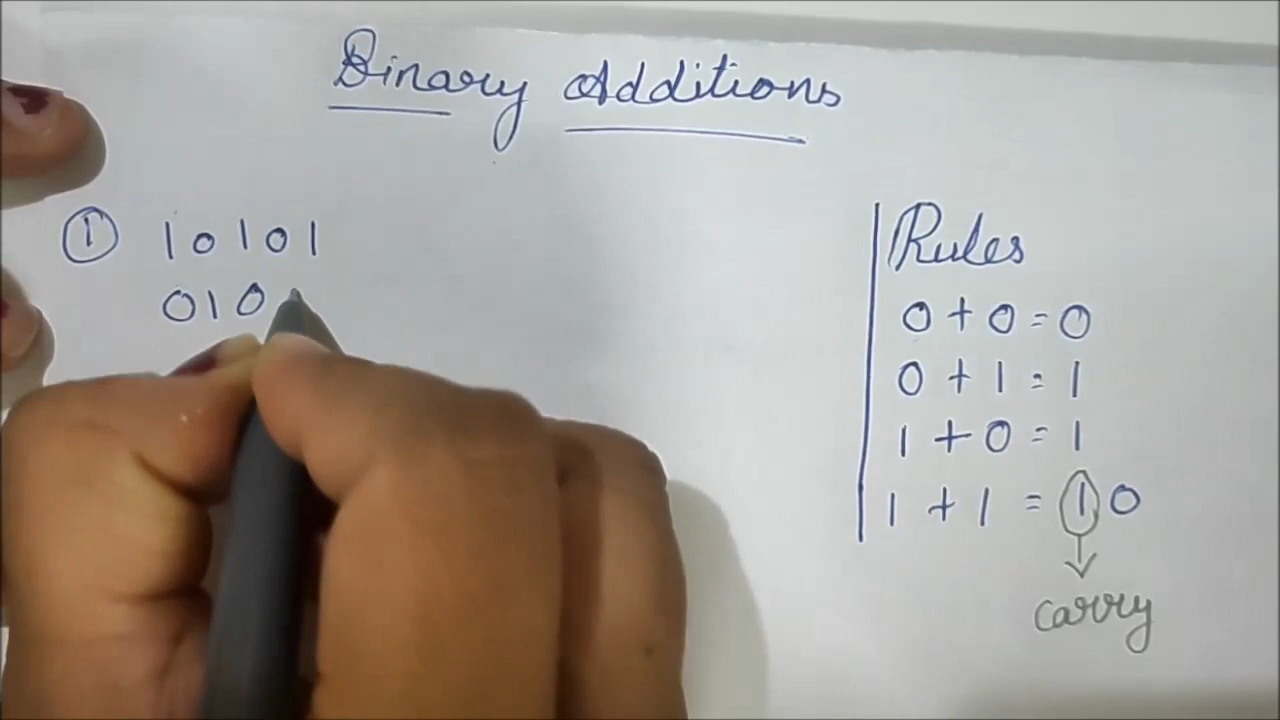 Binary Additions
① 10101
010
Rules
0 + 0 = 0
0 + 1 = 1
1 + 0 = 1
1 + 1 = 10
carry